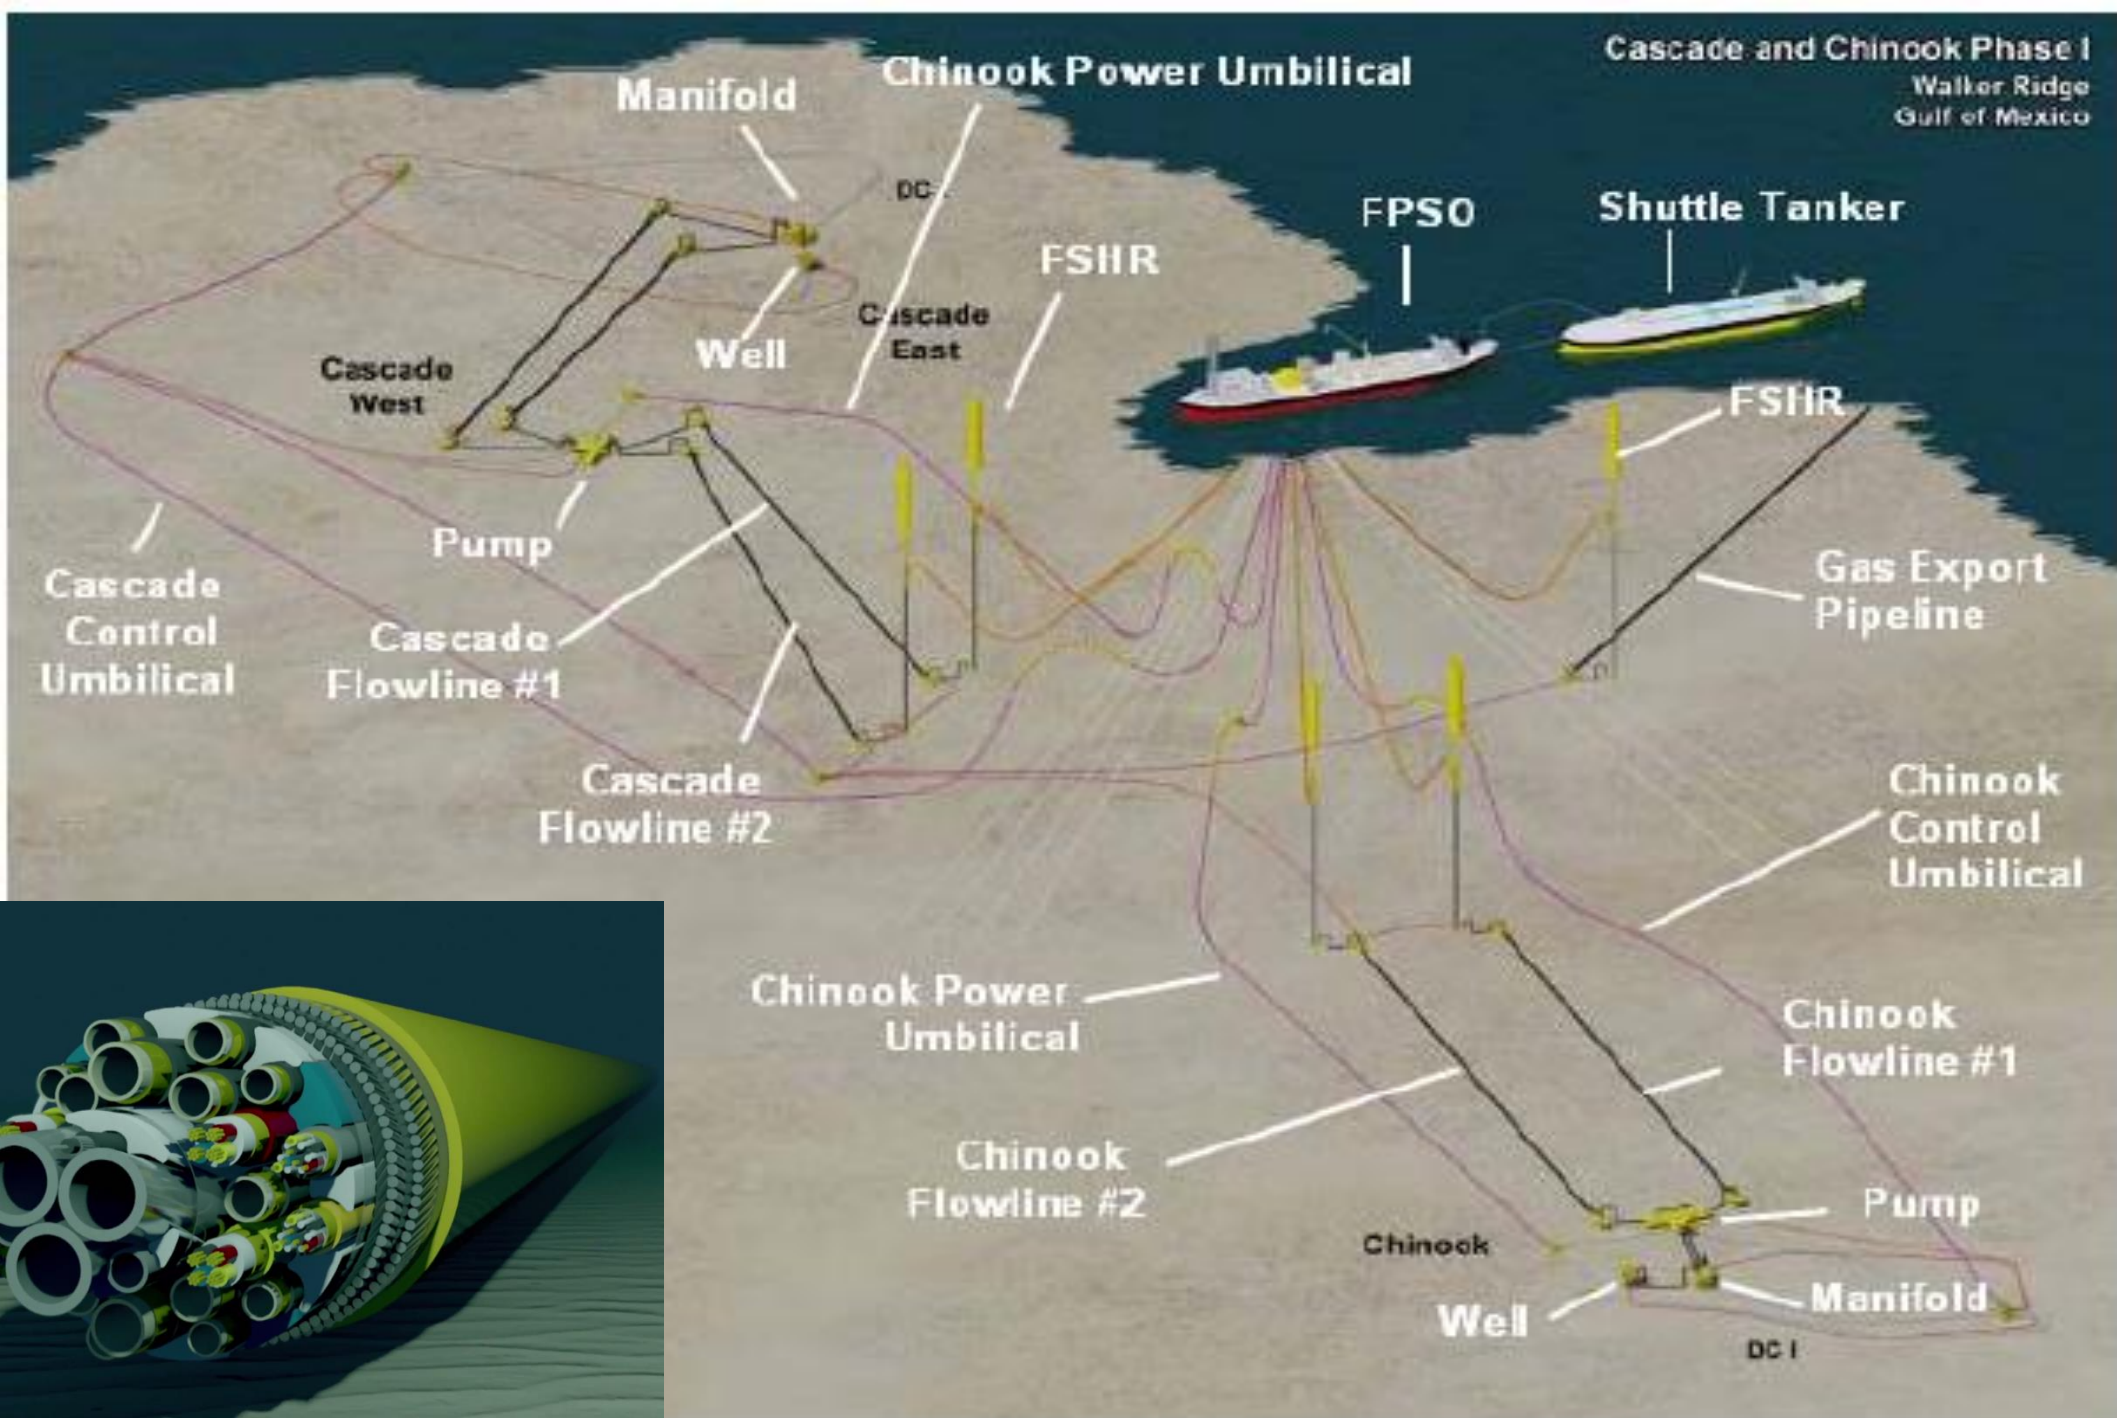 Cascade and Chinook Phase I
Walker Ridge
Gulf of Mexico
Chinook Power Umbilical
Manifold
DC
FSHR
FPSO
Shuttle Tanker
Cascade
East
Well
Cascade
West
FSHR
Pump
Gas Export
Pipeline
Cascade
Control
Umbilical
Cascade
Flowline #1
Cascade
Flowline #2
Chinook
Control
Umbilical
Chinook Power
Umbilical
Chinook
Flowline #1
Chinook
Flowline #2
Pump
Chinook
Manifold
Well
DC I